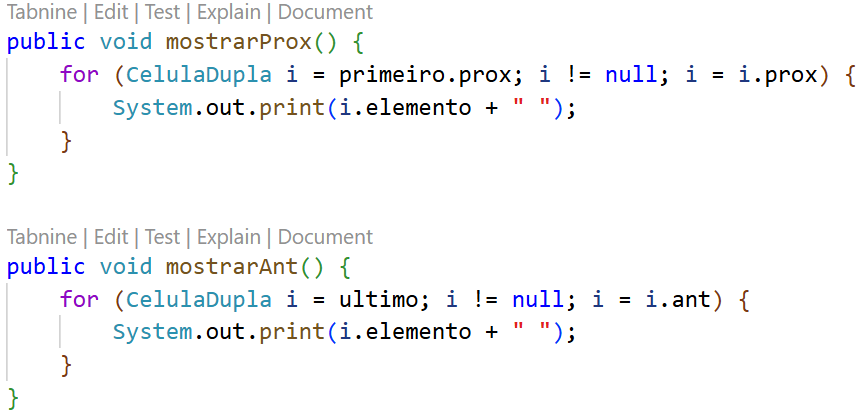 Tabnine | Edit | Test | Explain | Document
public void mostrarProx() {
    for (CelulaDupla i = primeiro.prox; i != null; i = i.prox) {
        System.out.print(i.elemento + " ");
    }
}
Tabnine | Edit | Test | Explain | Document
public void mostrarAnt() {
    for (CelulaDupla i = ultimo; i != null; i = i.ant) {
        System.out.print(i.elemento + " ");
    }
}